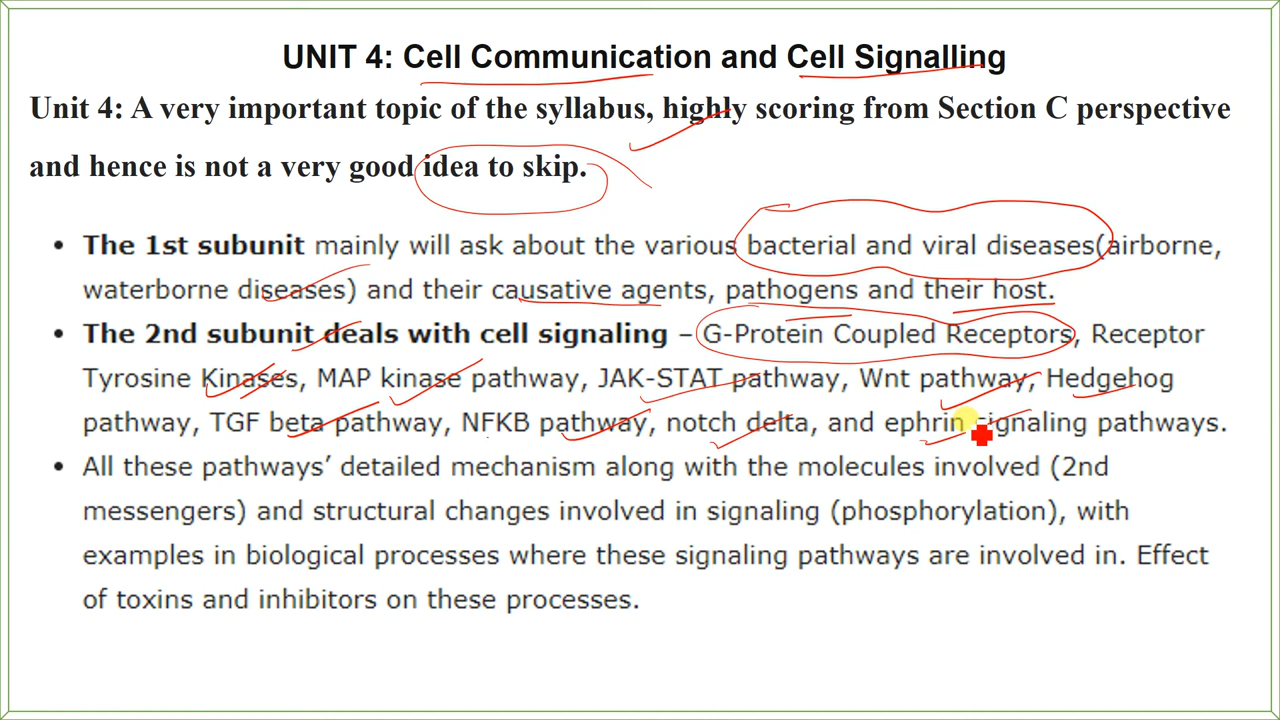 UNIT 4: Cell Communication and Cell Signalling
Unit 4: A very important topic of the syllabus, highly scoring from Section C perspective
and hence is not a very good idea to skip.
• The 1st subunit mainly will ask about the various bacterial and viral diseases(airborne,
waterborne diseases) and their causative agents, pathogens and their host.
• The 2nd subunit deals with cell signaling – G-Protein Coupled Receptors, Receptor
Tyrosine Kinases, MAP kinase pathway, JAK-STAT pathway, Wnt pathway, Hedgehog
pathway, TGF beta pathway, NFKB pathway, notch delta, and ephrin signaling pathways.
• All these pathways’ detailed mechanism along with the molecules involved (2nd
messengers) and structural changes involved in signaling (phosphorylation), with
examples in biological processes where these signaling pathways are involved in. Effect
of toxins and inhibitors on these processes.